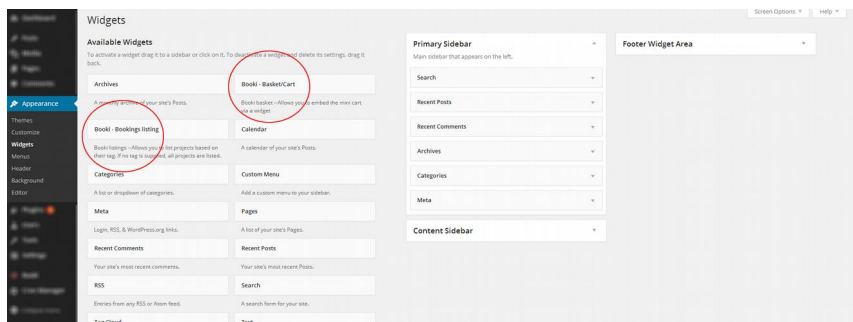 Screen Options
Help
Widgets
Appearance
Themes
Customize
Widgets
Menus
Header
Background
Editor
Available Widgets
To activate a widget drag it to a sidebar or click on it. To deactivate a widget and delete its settings, drag it
back.
Archives
A monthly archive of your site's Posts.
Booki - Basket/Cart
Booki basket --Allows you to embed the mini cart
via a widget
Booki - Bookings listing
Booki listings --Allows you to list projects based on
their tag. If no tag is supplied, all projects are listed.
Calendar
A calendar of your site's Posts.
Categories
A list or dropdown of categories.
Custom Menu
Add a custom menu to your sidebar.
Meta
Login, RSS, & WordPress.org links.
Pages
A list of your site's Pages.
Recent Comments
Your site's most recent comments.
Recent Posts
Your site's most recent Posts.
RSS
Entries from any RSS or Atom feed.
Search
A search form for your site.
Tag Cloud
Text
Primary Sidebar
Main sidebar that appears on the left.
Search
Recent Posts
Recent Comments
Archives
Categories
Meta
Content Sidebar
Footer Widget Area